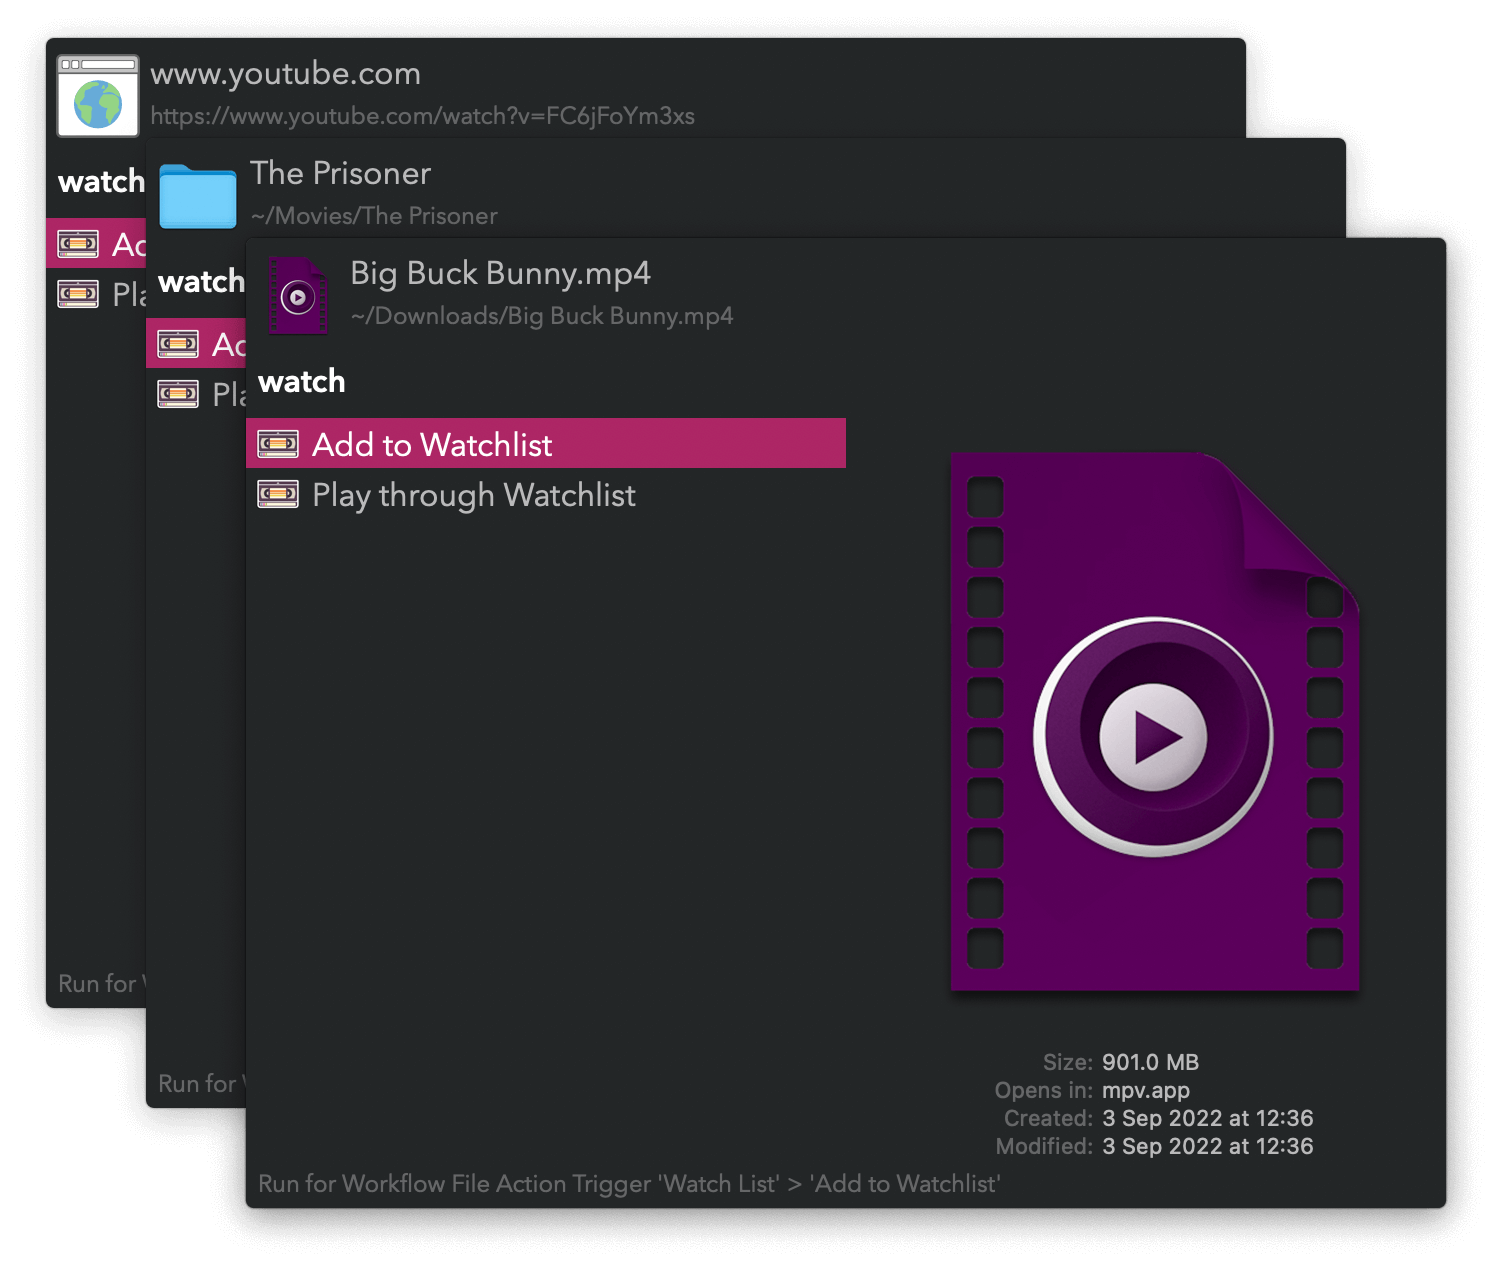 www.youtube.com
https://www.youtube.com/watch?v=FC6jFoYm3xs
watch
Ad
Pla
Run for
The Prisoner
~/Movies/The Prisoner
watch
Ad
Pla
Run for
Big Buck Bunny.mp4
~/Downloads/Big Buck Bunny.mp4
watch
Add to Watchlist
Play through Watchlist
Size: 901.0 MB
Opens in: mpv.app
Created: 3 Sep 2022 at 12:36
Modified: 3 Sep 2022 at 12:36
Run for Workflow File Action Trigger 'Watch List' > 'Add to Watchlist'